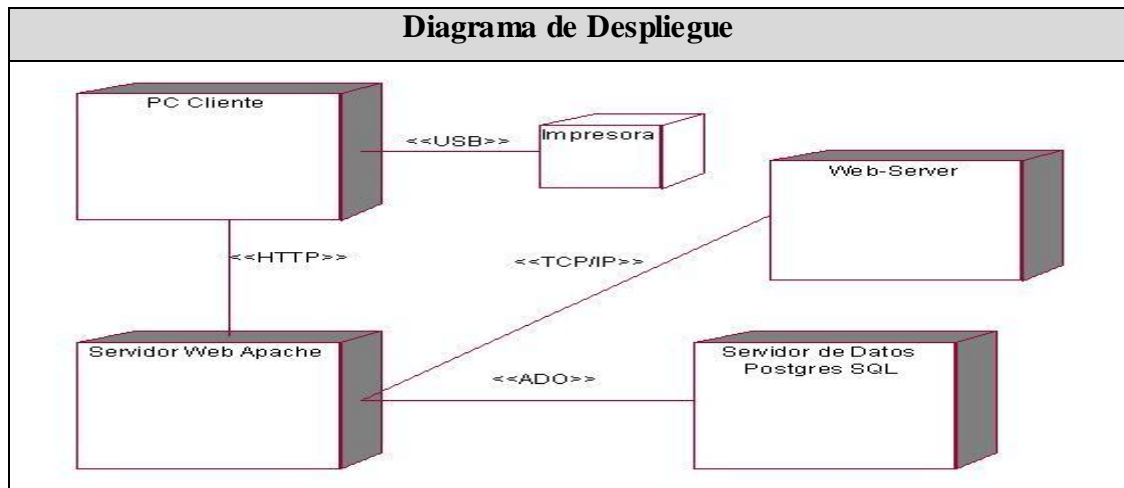 Diagrama de Despliegue
PC Cliente
<<USB>>
Impresora
Web-Server
<<HTTP>>
<<TCP/IP>>
Servidor Web Apache
<<ADO>>
Servidor de Datos
Postgres SQL